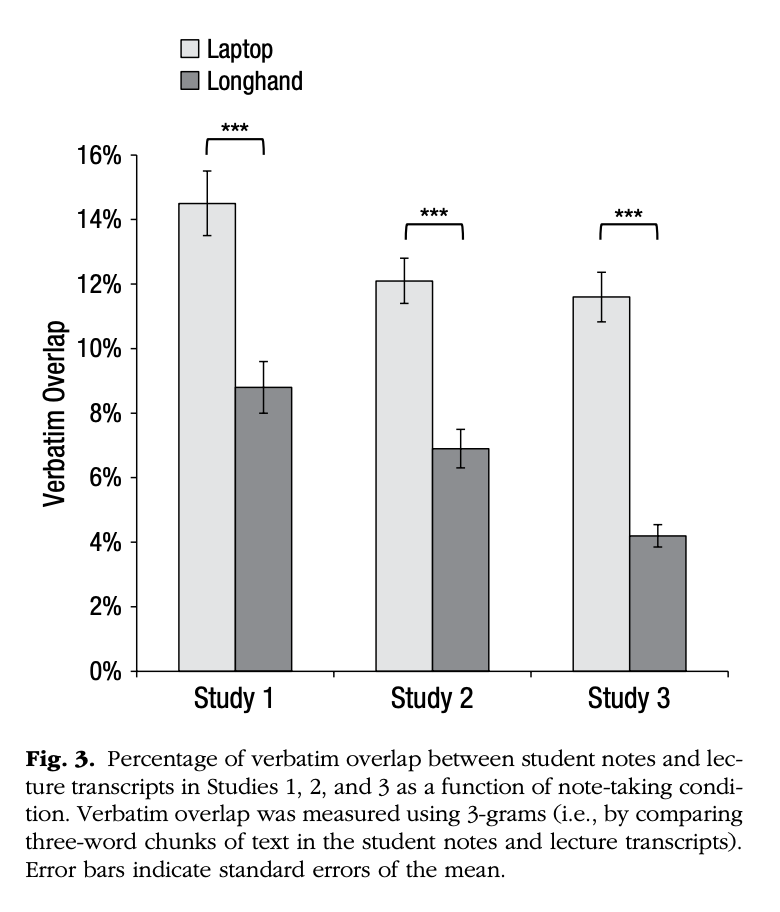 Laptop
Longhand
***
***
***
16%
14%
12%
10%
8%
6%
4%
2%
0%
Verbatim Overlap
Study 1
Study 2
Study 3
Fig. 3. Percentage of verbatim overlap between student notes and lec-
ture transcripts in Studies 1, 2, and 3 as a function of note-taking condi-
tion. Verbatim overlap was measured using 3-grams (i.e., by comparing
three-word chunks of text in the student notes and lecture transcripts).
Error bars indicate standard errors of the mean.